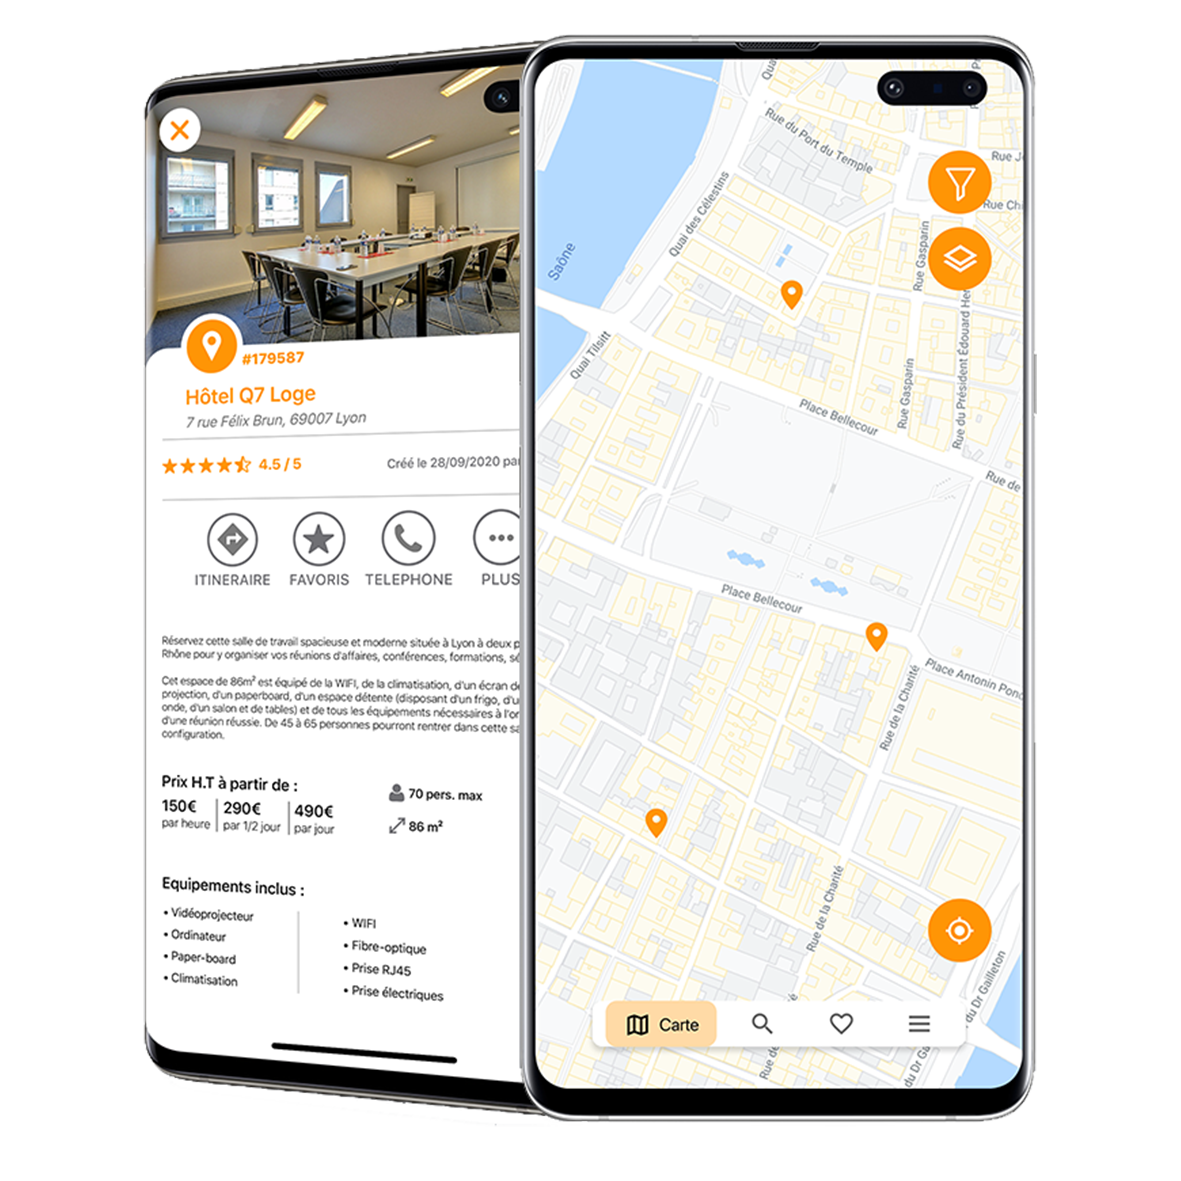 #179587
Hôtel Q7 Loge
7 rue Félix Brun, 69007 Lyon
4.5 / 5
Créé le 28/09/2020 par
ITINERAIRE
FAVORIS
TELEPHONE
PLUS
Réservez cette salle de travail spacieuse et moderne située à Lyon à deux p
Rhône pour y organiser vos réunions d'affaires, conférences, formations, sé
Cet espace de 86m² est équipé de la WIFI, de la climatisation, d'un écran de
projection, d'un paperboard, d'un espace détente (disposant d'un frigo, d'u
onde, d'un salon et de tables) et de tous les équipements nécessaires à l'or
d'une réunion réussie. De 45 à 65 personnes pourront rentrer dans cette sa
configuration.
Prix H.T à partir de :
150€
par heure
290€
par 1/2 jour
490€
par jour
70 pers. max
86 m²
Equipements inclus :
• Vidéoprojecteur
• Ordinateur
• Paper-board
• Climatisation
• WIFI
• Fibre-optique
• Prise RJ45
• Prise électriques
Qua
Rue du Port du Temple
Rue J
Rue Ch
Quai des Célestins
Saône
Rue Gasparin
Quai Tilsitt
Rue du Président Édouard Her
Rue Gasparin
Place Bellecour
Rue de
Place Bellecour
Place Antonin Ponc
Rue de la Charité
Rue de la Charité
du Dr Gailleton
Rue de
du Dr Ga
Carte